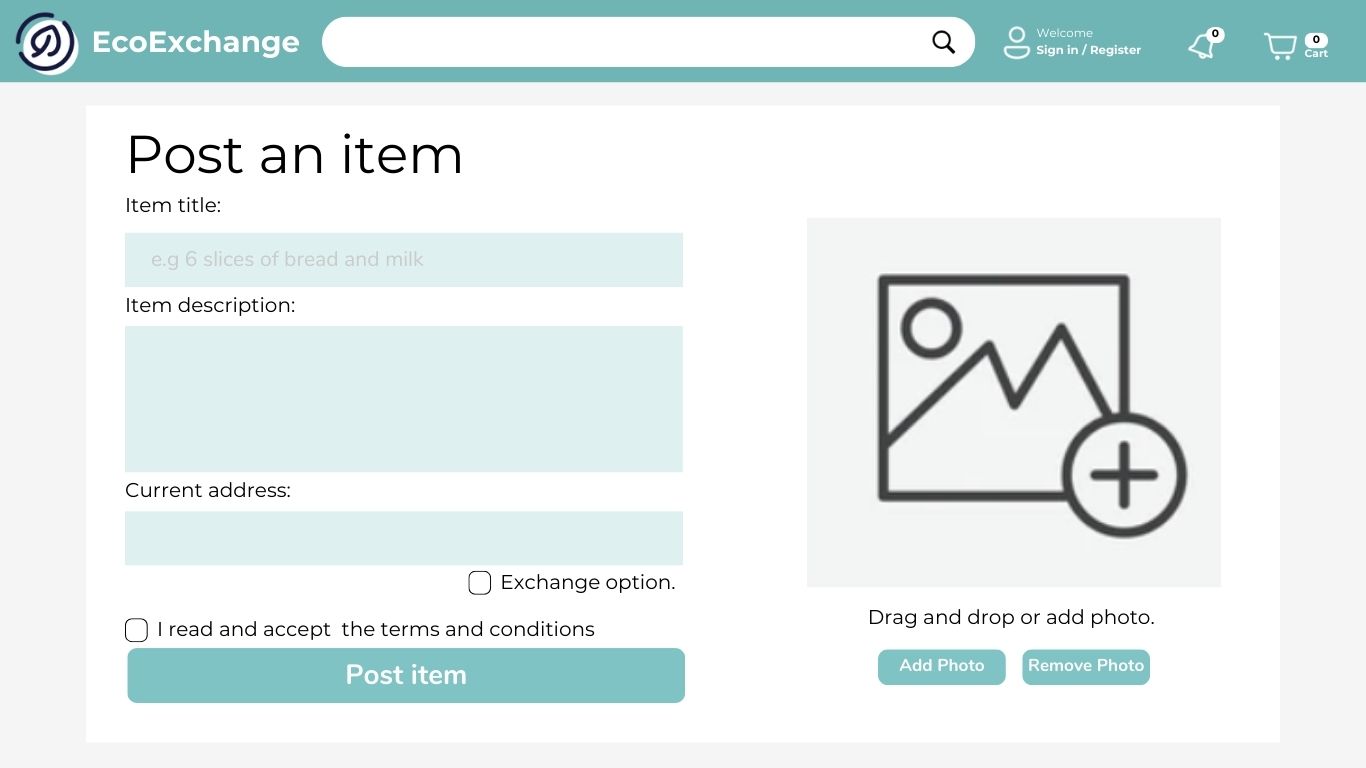 EcoExchange
Welcome
Sign in / Register
0
0
Cart
Post an item
Item title:
e.g 6 slices of bread and milk
Item description:
Current address:
Exchange option.
I read and accept  the terms and conditions
Post item
Drag and drop or add photo.
Add Photo
Remove Photo